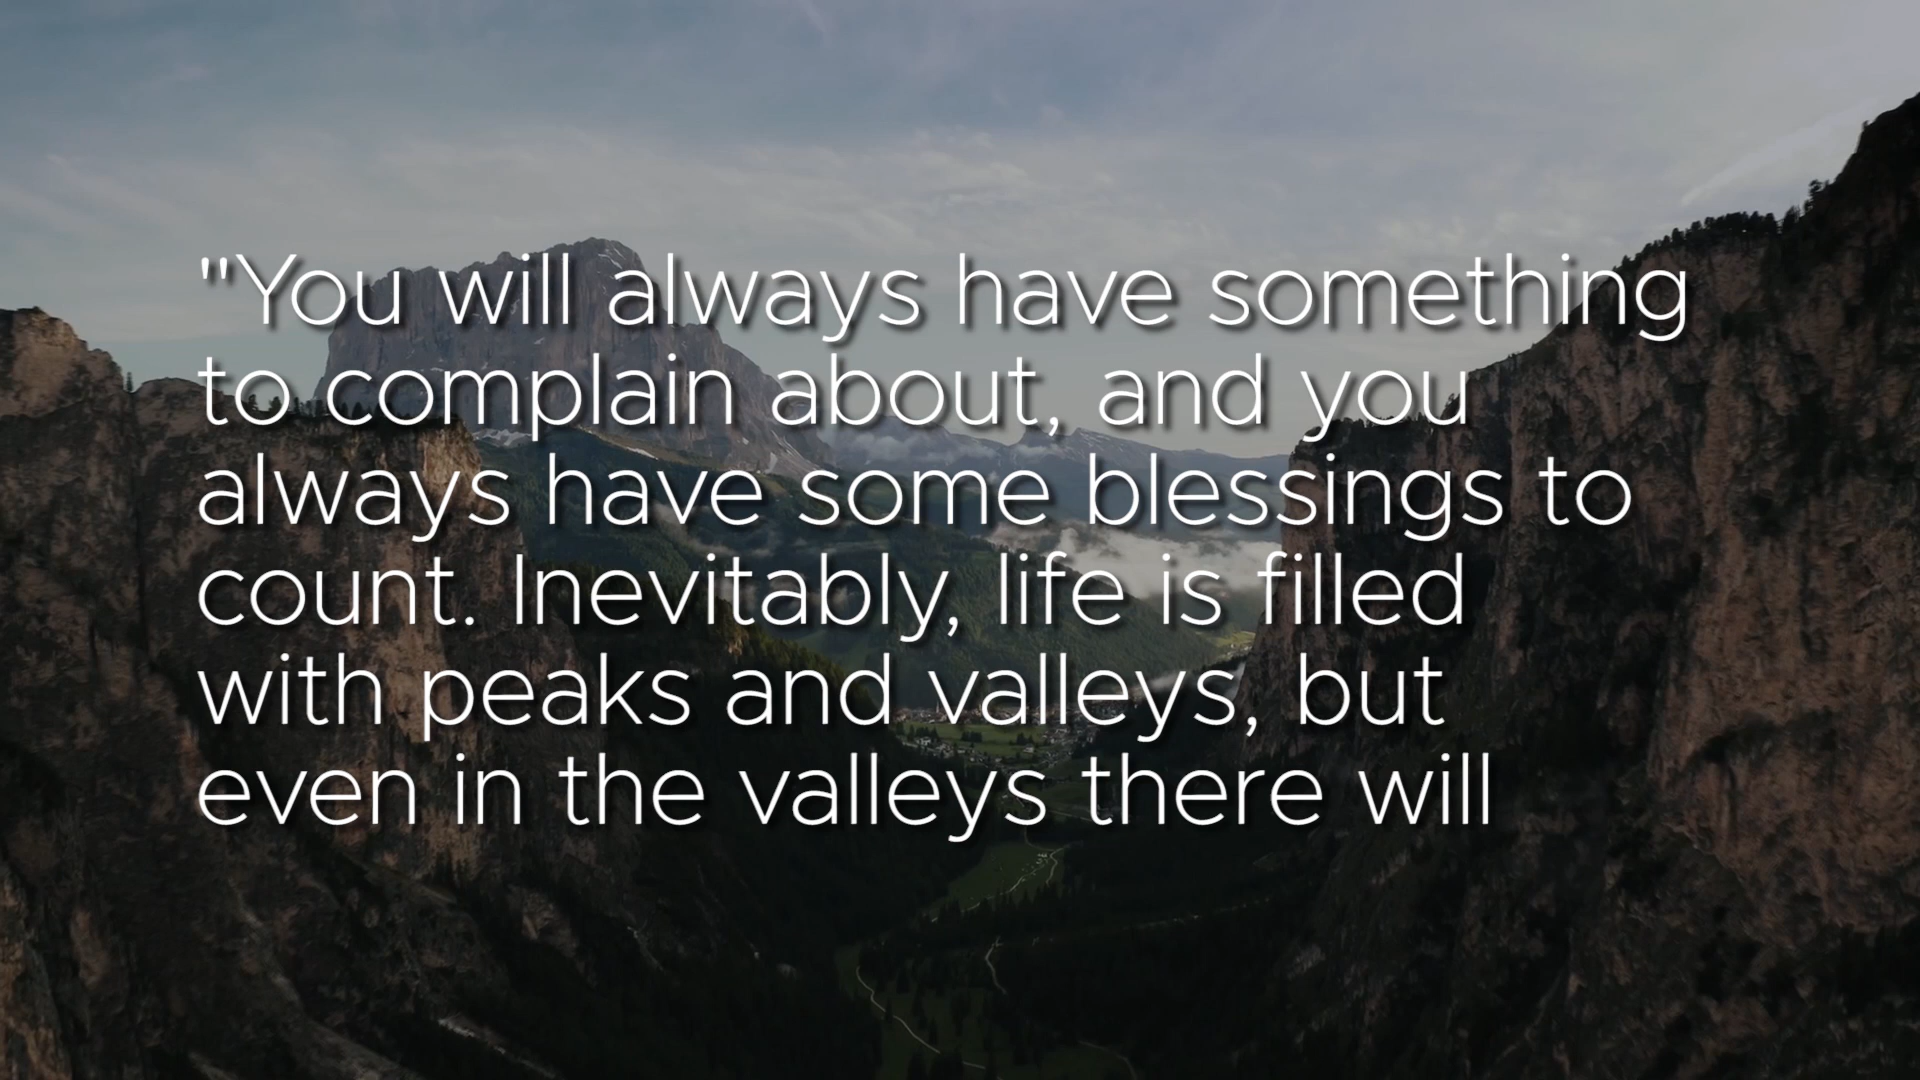 "You will always have something
to complain about, and you
always have some blessings to
count. Inevitably, life is filled
with peaks and valleys, but
even in the valleys there will